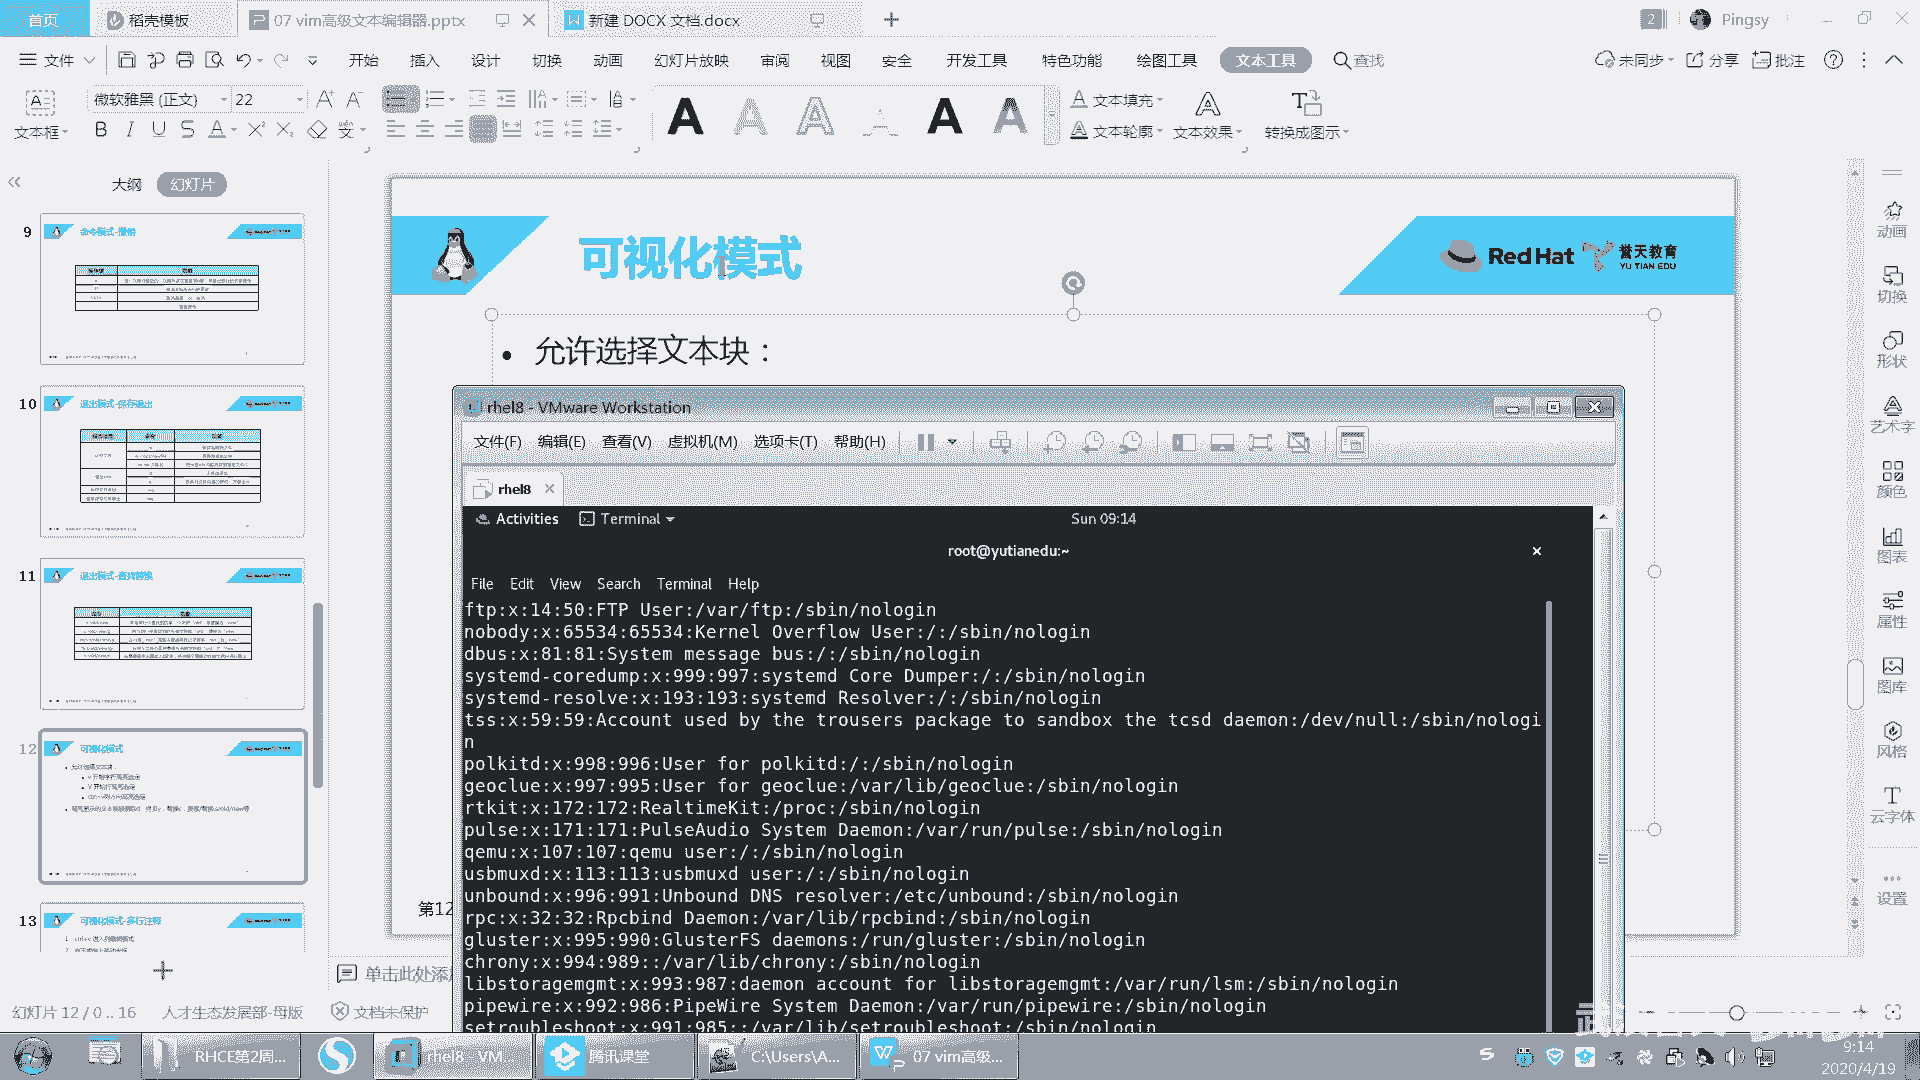 首页
稻壳模板
07 vim高级文本编辑器.pptx
新建 DOCX 文档.docx
2
Pingsy
文件
开始
插入
设计
切换
动画
幻灯片放映
审阅
视图
安全
开发工具
特色功能
绘图工具
文本工具
查找
未同步
分享
批注
文本框
微软雅黑 (正文)
22
文本填充
文本轮廓
文本效果
转换成图示
大纲
幻灯片
9
命令模式-撤销
10
退出模式-保存退出
11
退出模式-查找替换
12
可视化模式
允许选择文本块：
13
可视化模式-多行注释
可视化模式
Red Hat
誉天教育
YU TIAN EDU
• 允许选择文本块：
第12
rhel8 - VMware Workstation
文件(F) 编辑(E) 查看(V) 虚拟机(M) 选项卡(T) 帮助(H)
rhel8
Activities
Terminal
Sun 09:14
root@yutianedu:~
File Edit View Search Terminal Help
ftp:x:14:50:FTP User:/var/ftp:/sbin/nologin
nobody:x:65534:65534:Kernel Overflow User:/:/sbin/nologin
dbus:x:81:81:System message bus:/:/sbin/nologin
systemd-coredump:x:999:997:systemd Core Dumper:/:/sbin/nologin
systemd-resolve:x:193:193:systemd Resolver:/:/sbin/nologin
tss:x:59:59:Account used by the trousers package to sandbox the tcsd daemon:/dev/null:/sbin/nologi
n
polkitd:x:998:996:User for polkitd:/:/sbin/nologin
geoclue:x:997:995:User for geoclue:/var/lib/geoclue:/sbin/nologin
rtkit:x:172:172:RealtimeKit:/proc:/sbin/nologin
pulse:x:171:171:PulseAudio System Daemon:/var/run/pulse:/sbin/nologin
qemu:x:107:107:qemu user:/:/sbin/nologin
usbmuxd:x:113:113:usbmuxd user:/:/sbin/nologin
unbound:x:996:991:Unbound DNS resolver:/etc/unbound:/sbin/nologin
rpc:x:32:32:Rpcbind Daemon:/var/lib/rpcbind:/sbin/nologin
gluster:x:995:990:GlusterFS daemons:/run/gluster:/sbin/nologin
chrony:x:994:989::/var/lib/chrony:/sbin/nologin
libstoragemgmt:x:993:987:daemon account for libstoragemgmt:/var/run/lsm:/sbin/nologin
pipewire:x:992:986:PipeWire System Daemon:/var/run/pipewire:/sbin/nologin
setroubleshoot:x:991:985::/var/lib/setroubleshoot:/sbin/nologin
动画
切换
形状
艺术字
颜色
图表
属性
图库
风格
云字体
设置
单击此处添
幻灯片 12 / 0 .. 16
人才生态发展部-母版
文档未保护
RHCE第2周...
rhel8 - VM...
腾讯课堂
C:\Users\A...
07 vim高级...
9:14
2020/4/19